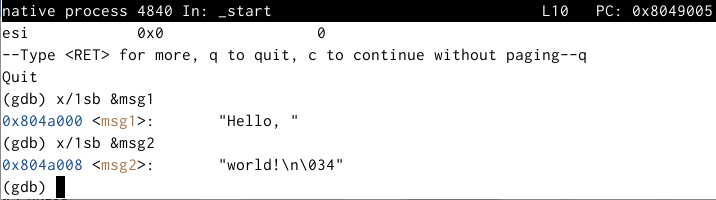 native process 4840 In: _start L10 PC: 0x8049005
esi 0x0 0
--Type <RET> for more, q to quit, c to continue without paging--q
Quit
(gdb) x/1sb &msg1
0x804a000 <msg1>: "Hello, "
(gdb) x/1sb &msg2
0x804a008 <msg2>: "world!\n\034"
(gdb)